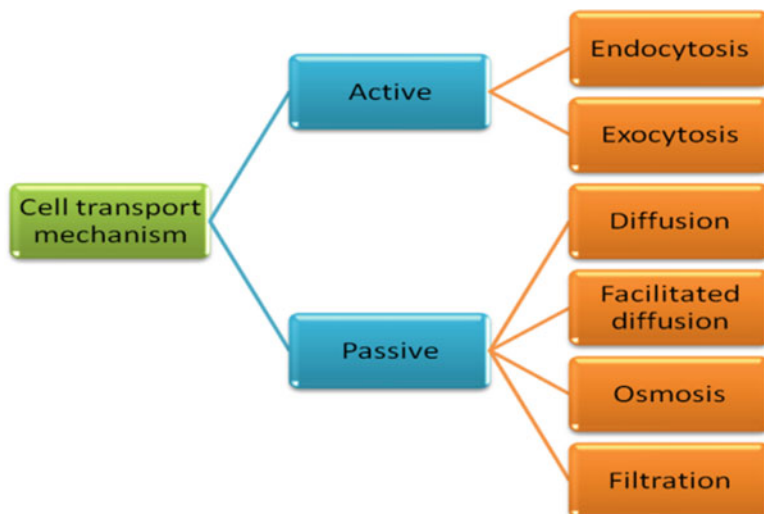 Cell transport
mechanism
Active
Endocytosis
Exocytosis
Passive
Diffusion
Facilitated
diffusion
Osmosis
Filtration